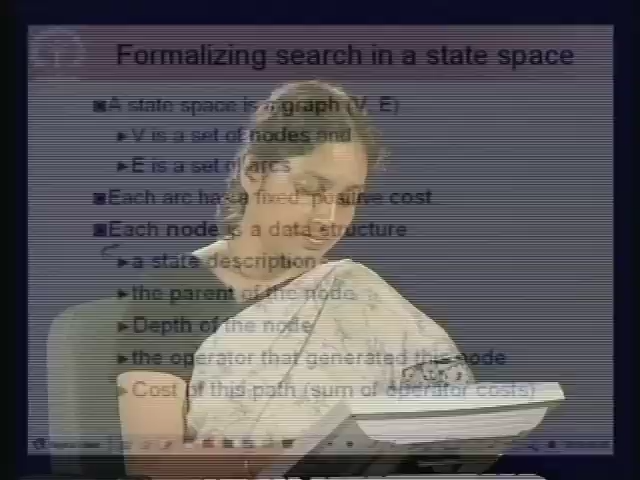 Formalizing search in a state space
A state space is a graph (V, E)
V is a set of nodes and
E is a set of arcs
Each arc has a fixed, positive cost
Each node is a data structure
a state description
the parent of the node
Depth of the node
the operator that generated this node
Cost of this path (sum of operator costs)